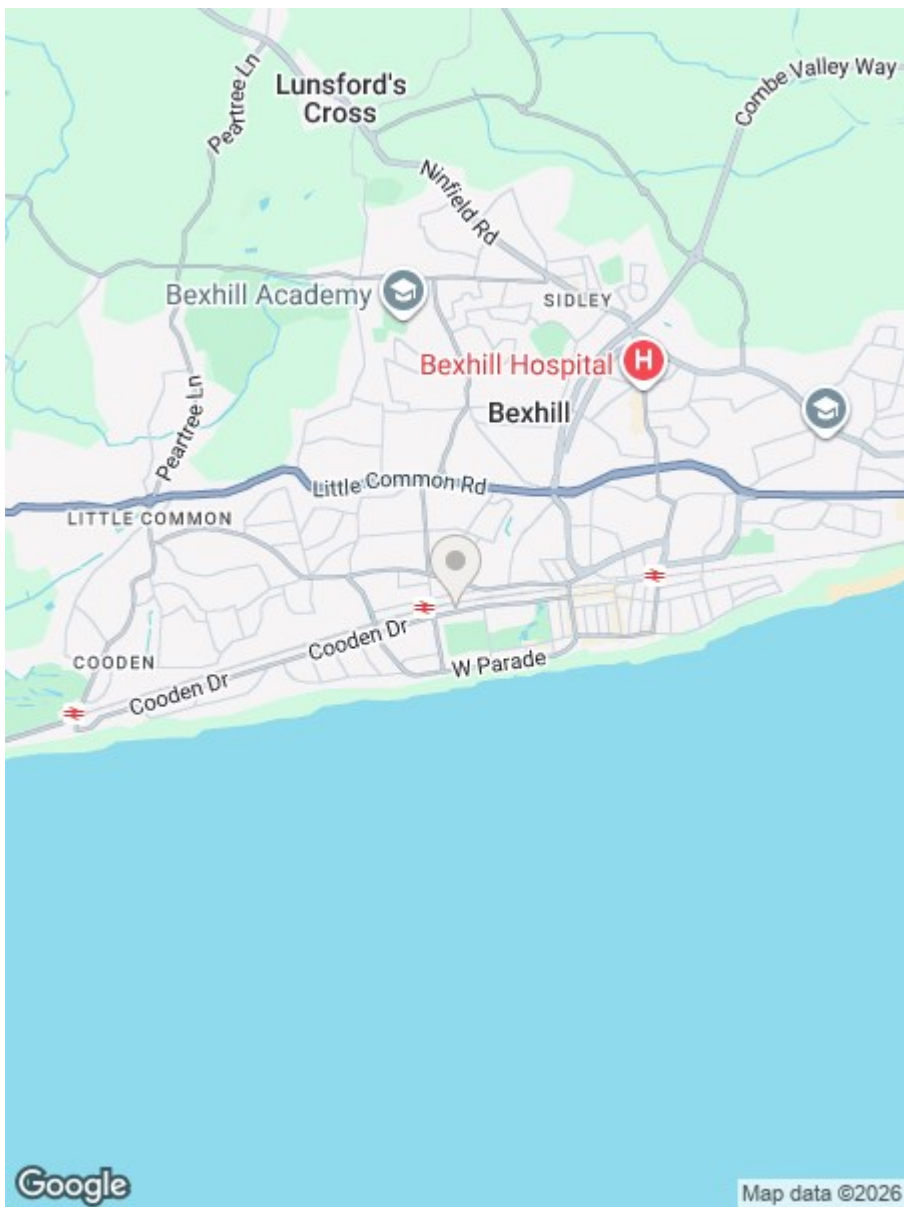 Peartree Ln
Lunsford's
Cross
Combe Valley Way
Ninfield Rd
Bexhill Academy
SIDLEY
Bexhill Hospital
H
Bexhill
Peartree Ln
Little Common Rd
LITTLE COMMON
Cooden Dr
W Parade
COODEN
Cooden Dr
Google
Map data ©2026